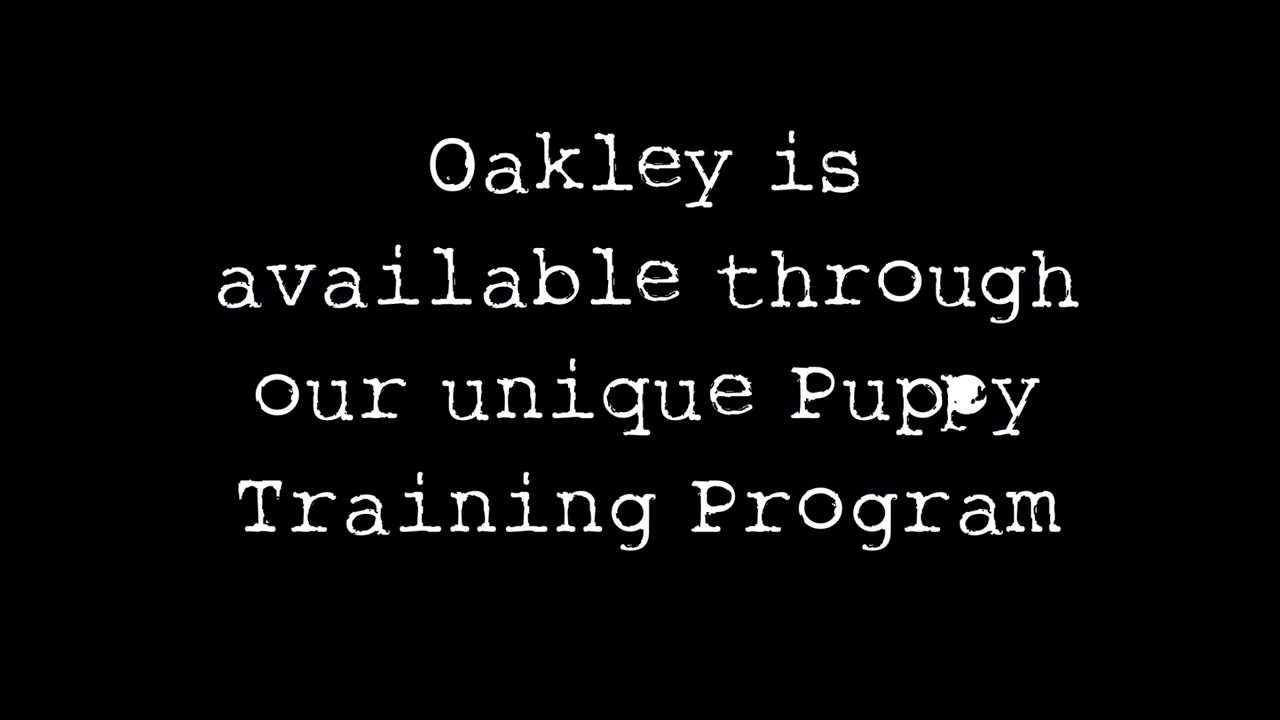 Oakley is
available through
our unique Puppy
Training Program